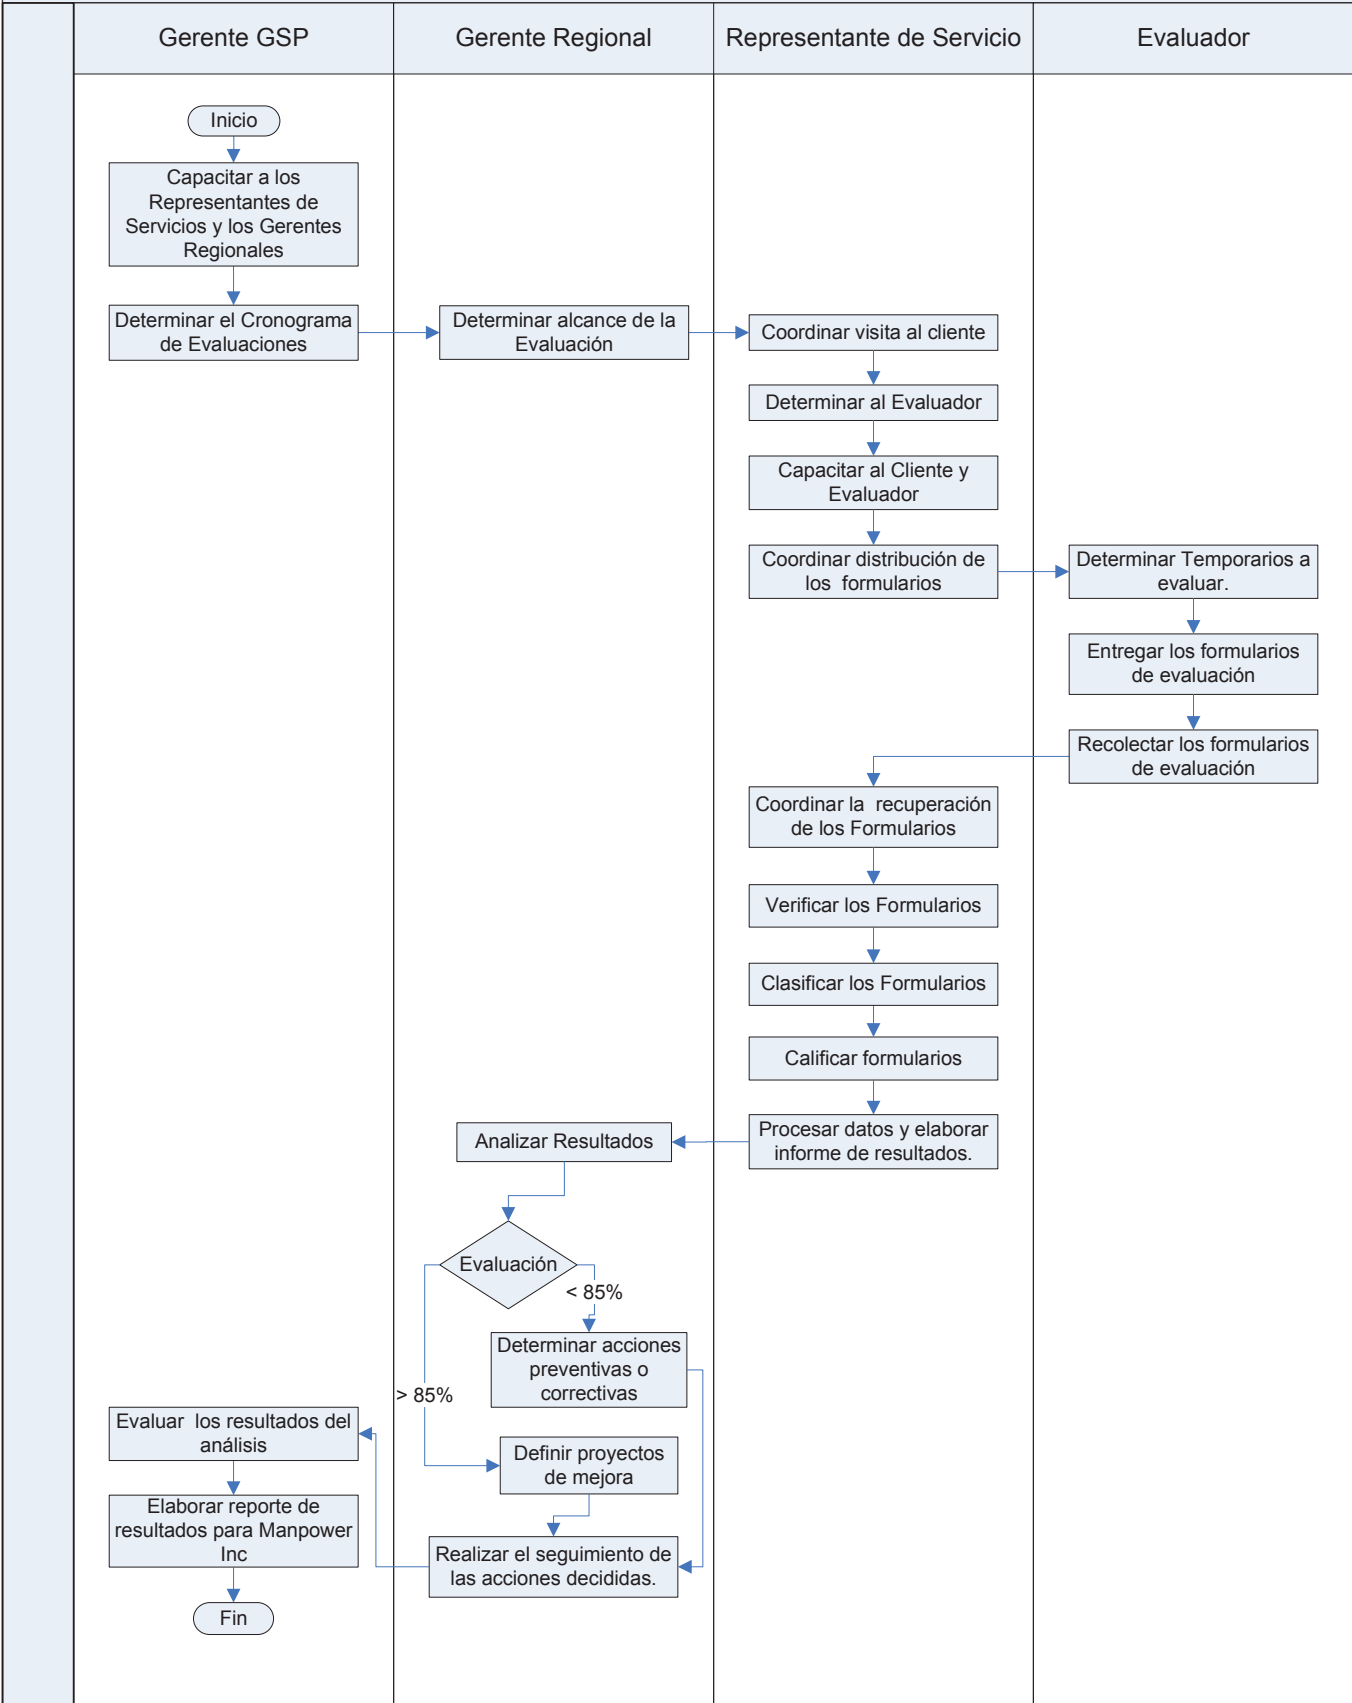 Gerente GSP
Gerente Regional
Representante de Servicio
Evaluador
Inicio
Capacitar a los
Representantes de
Servicios y los Gerentes
Regionales
Determinar el Cronograma
de Evaluaciones
Determinar alcance de la
Evaluación
Coordinar visita al cliente
Determinar al Evaluador
Capacitar al Cliente y
Evaluador
Coordinar distribución de
los formularios
Determinar Temporarios a
evaluar.
Entregar los formularios
de evaluación
Recolectar los formularios
de evaluación
Coordinar la recuperación
de los Formularios
Verificar los Formularios
Clasificar los Formularios
Calificar formularios
Procesar datos y elaborar
informe de resultados.
Analizar Resultados
Evaluación
< 85%
Determinar acciones
preventivas o
correctivas
> 85%
Definir proyectos
de mejora
Realizar el seguimiento de
las acciones decididas.
Evaluar los resultados del
análisis
Elaborar reporte de
resultados para Manpower
Inc
Fin